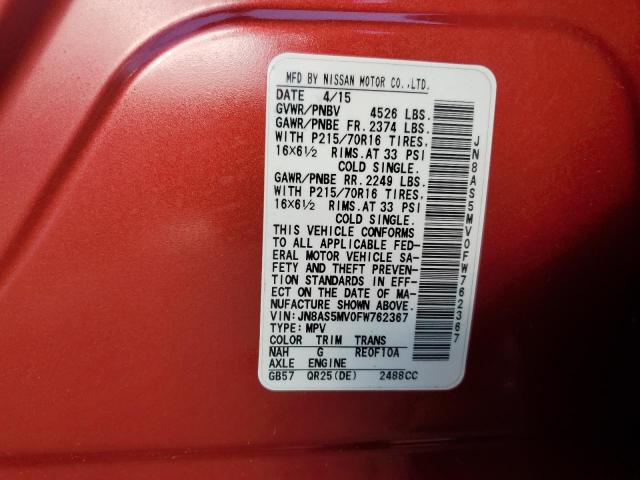 MFD BY NISSAN MOTOR CO.,LTD.
DATE 4/15
GVWR/PNBV 4526 LBS.
GAWR/PNBE FR. 2374 LBS.
WITH P215/70R16 TIRES,
16X6½ RIMS.AT 33 PSI
COLD SINGLE.
GAWR/PNBE RR. 2249 LBS.
WITH P215/70R16 TIRES,
16X6½ RIMS.AT 33 PSI
COLD SINGLE.
THIS VEHICLE CONFORMS
TO ALL APPLICABLE FED-
ERAL MOTOR VEHICLE SA-
FETY AND THEFT PREVEN-
TION STANDARDS IN EFF-
ECT ON THE DATE OF MA-
NUFACTURE SHOWN ABOVE.
VIN: JN8AS5MV0FW762367
TYPE: MPV
COLOR TRIM TRANS
NAH G RE0F10A
AXLE ENGINE
GB57 QR25(DE) 2488CC
JN8AS5MV0FW762367